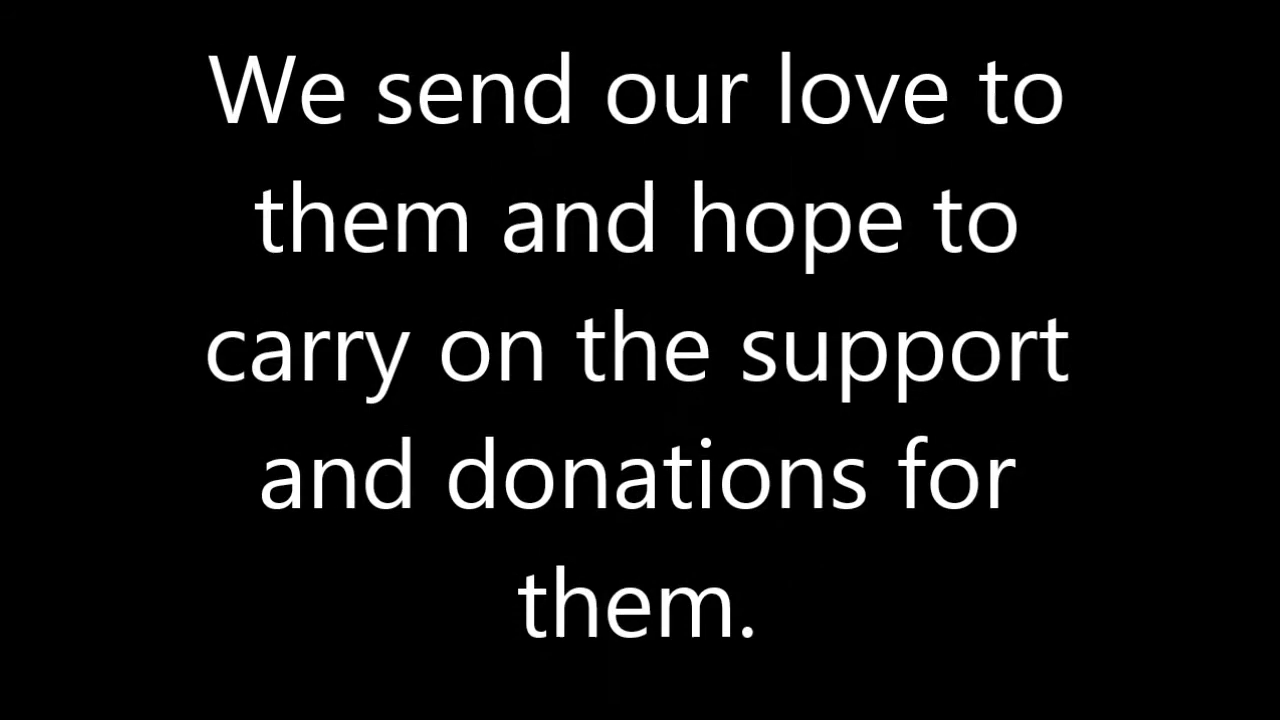 We send our love to
them and hope to
carry on the support
and donations for
them.